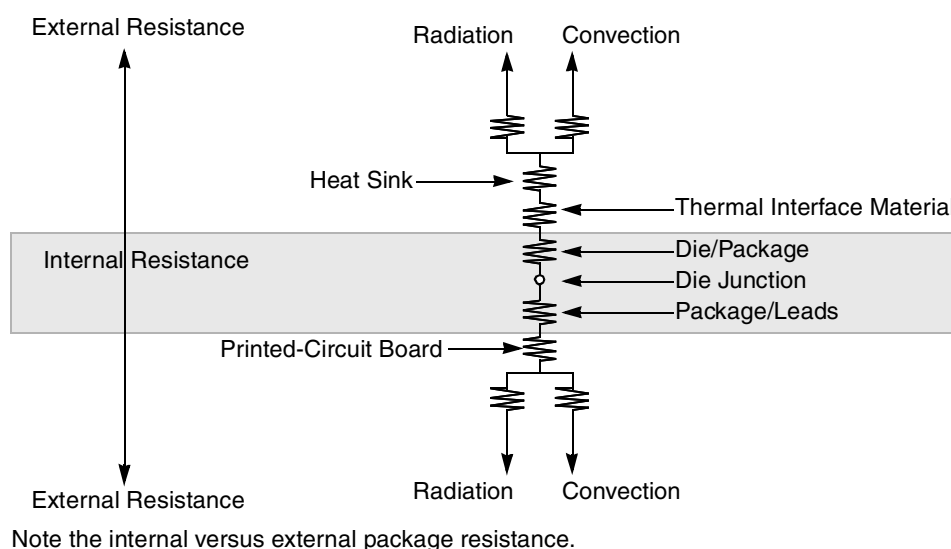 External Resistance
Radiation
Convection
Heat Sink
Thermal Interface Materia
Die/Package
Internal Resistance
Die Junction
Package/Leads
Printed-Circuit Board
Radiation
Convection
External Resistance
Note the internal versus external package resistance.